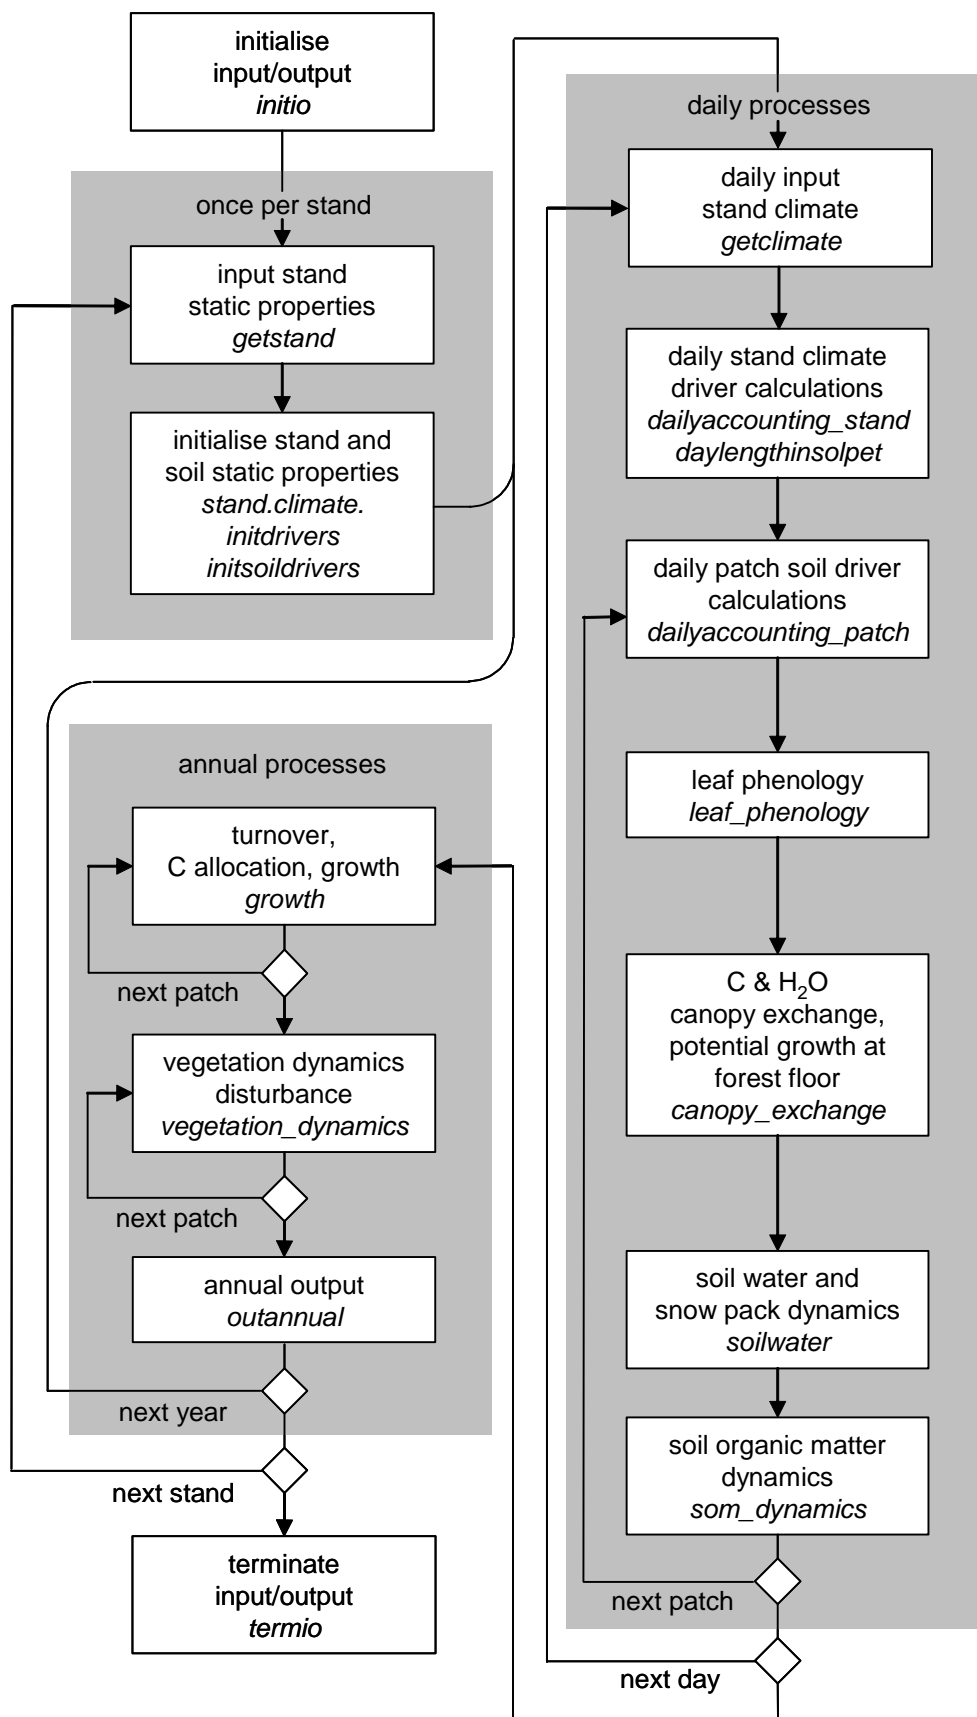 initialise
input/output
initio
once per stand
input stand
static properties
getstand
initialise stand and
soil static properties
stand.climate.
initdrivers
initsoildrivers
annual processes
turnover,
C allocation, growth
growth
next patch
vegetation dynamics
disturbance
vegetation_dynamics
next patch
annual output
outannual
next year
next stand
terminate
input/output
termio
daily processes
daily input
stand climate
getclimate
daily stand climate
driver calculations
dailyaccounting_stand
daylengthinsolpet
daily patch soil driver
calculations
dailyaccounting_patch
leaf phenology
leaf_phenology
C & H₂O
canopy exchange,
potential growth at
forest floor
canopy_exchange
soil water and
snow pack dynamics
soilwater
soil organic matter
dynamics
som_dynamics
next patch
next day